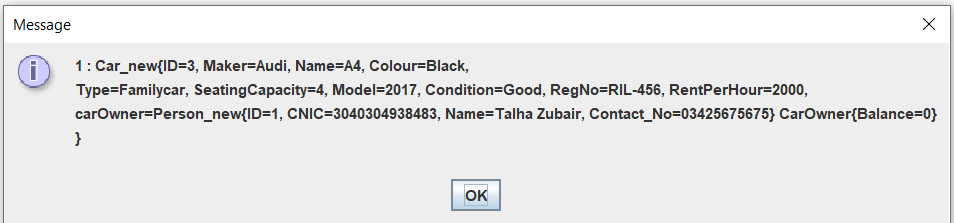 Message
1 : Car_new{ID=3, Maker=Audi, Name=A4, Colour=Black,
Type=Familycar, SeatingCapacity=4, Model=2017, Condition=Good, RegNo=RIL-456, RentPerHour=2000,
carOwner=Person_new{ID=1, CNIC=3040304938483, Name=Talha Zubair, Contact_No=03425675675} CarOwner{Balance=0}
}
OK